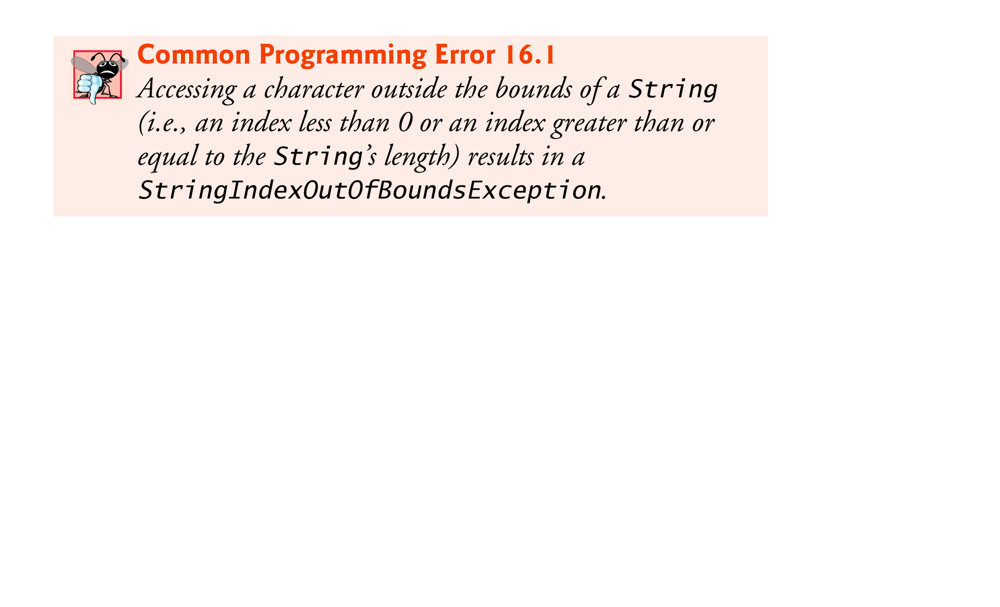 Common Programming Error 16.1
Accessing a character outside the bounds of a String
(i.e., an index less than 0 or an index greater than or
equal to the String’s length) results in a
StringIndexOutOfBoundsException.